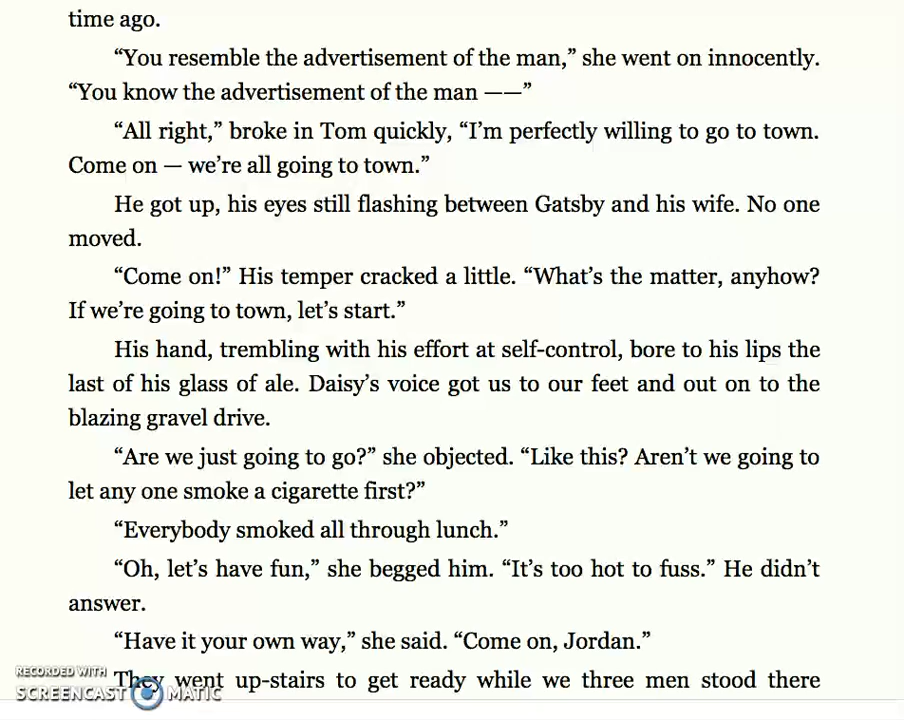 time ago.
“You resemble the advertisement of the man,” she went on innocently.
“You know the advertisement of the man ——”
“All right,” broke in Tom quickly, “I’m perfectly willing to go to town.
Come on — we’re all going to town.”
He got up, his eyes still flashing between Gatsby and his wife. No one
moved.
“Come on!” His temper cracked a little. “What’s the matter, anyhow?
If we’re going to town, let’s start.”
His hand, trembling with his effort at self-control, bore to his lips the
last of his glass of ale. Daisy’s voice got us to our feet and out on to the
blazing gravel drive.
“Are we just going to go?” she objected. “Like this? Aren’t we going to
let any one smoke a cigarette first?”
“Everybody smoked all through lunch.”
“Oh, let’s have fun,” she begged him. “It’s too hot to fuss.” He didn’t
answer.
“Have it your own way,” she said. “Come on, Jordan.”
They went up-stairs to get ready while we three men stood there
RECORDED WITH
SCREENCAST MATIC